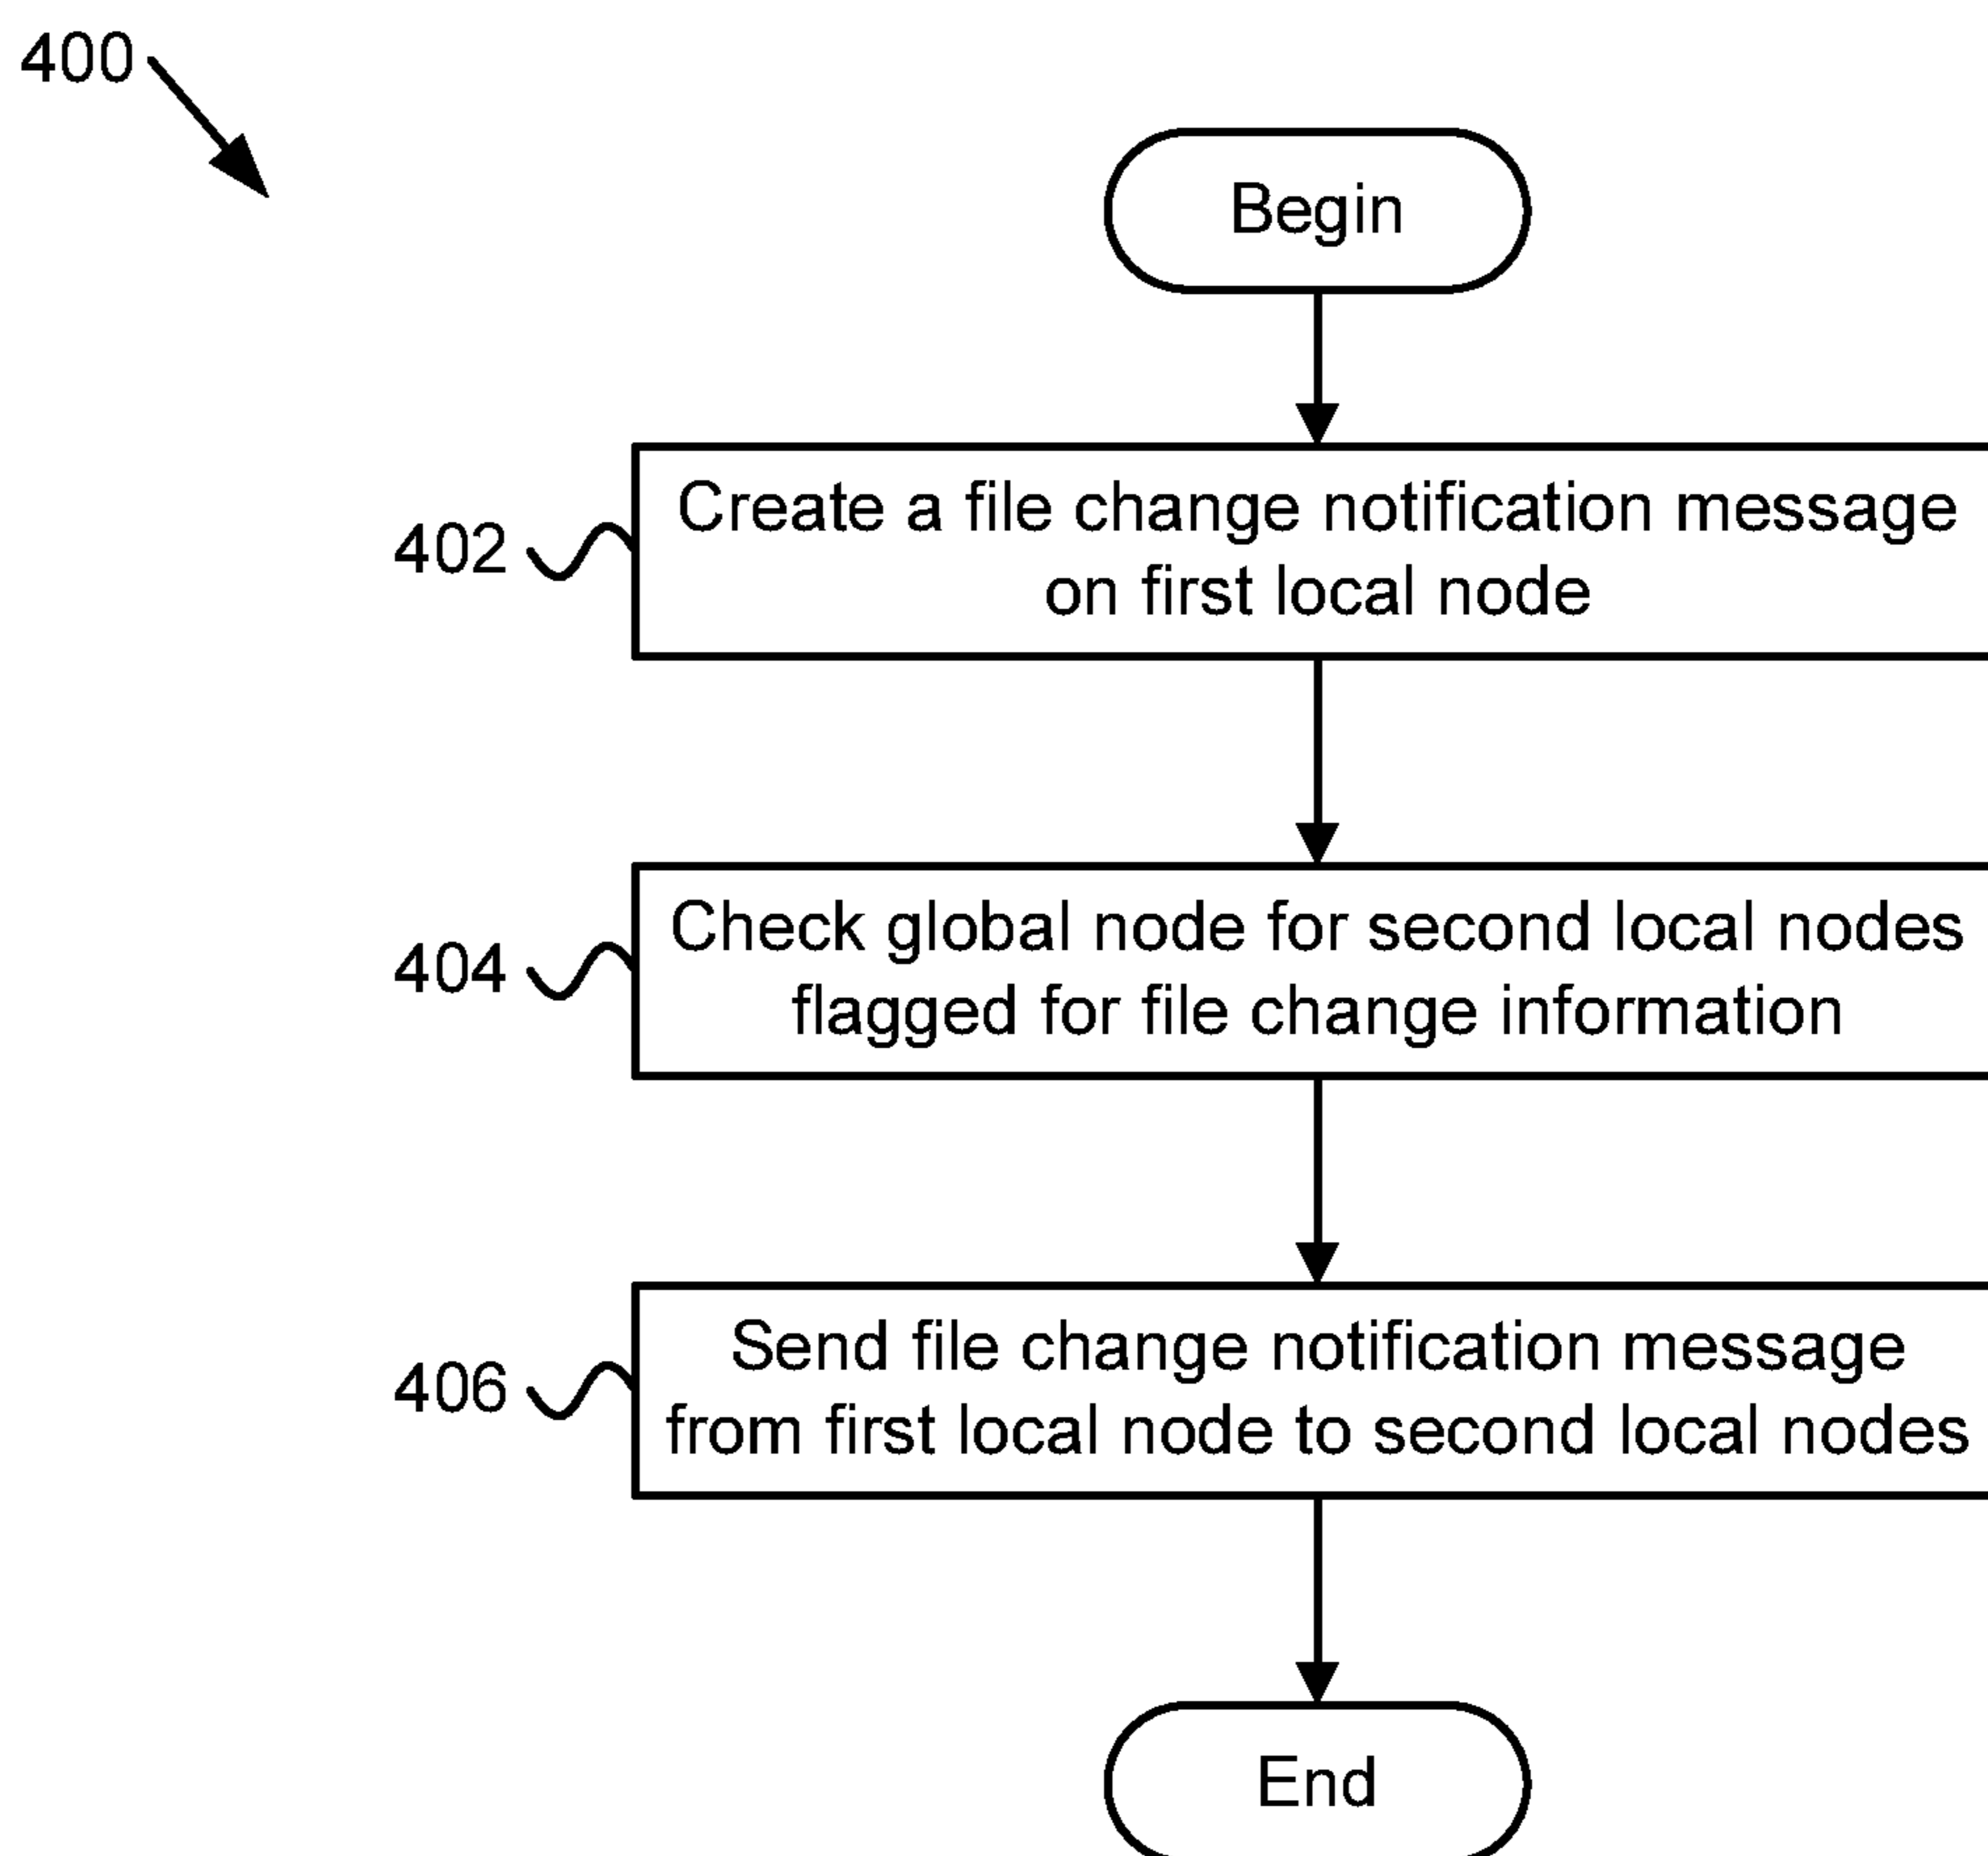 400
Begin
402
Create a file change notification message
on first local node
404
Check global node for second local nodes
flagged for file change information
406
Send file change notification message
from first local node to second local nodes
End